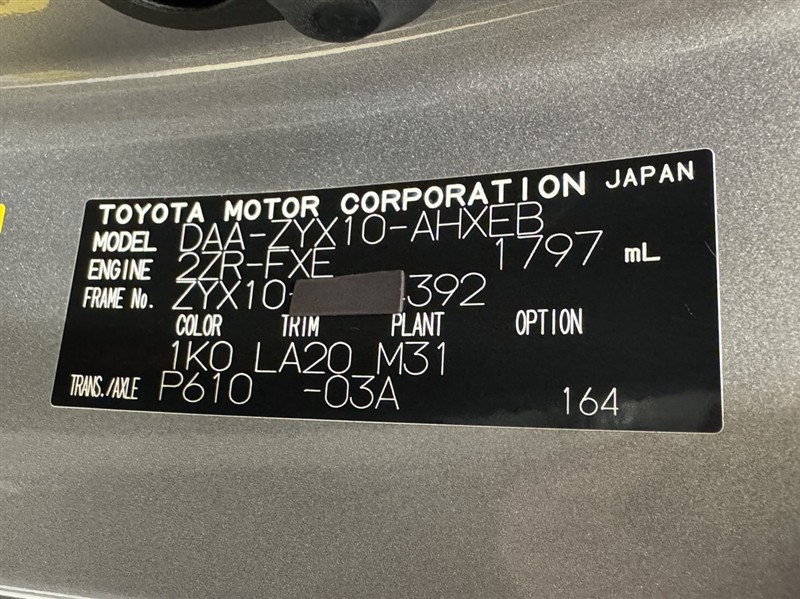 TOYOTA MOTOR CORPORATION JAPAN
MODEL DAA-ZYX10-AHXEB
ENGINE 2ZR-FXE 1797 mL
FRAME No. ZYX10- 392
COLOR TRIM PLANT OPTION
1K0 LA20 M31
TRANS./AXLE P610 -03A 164